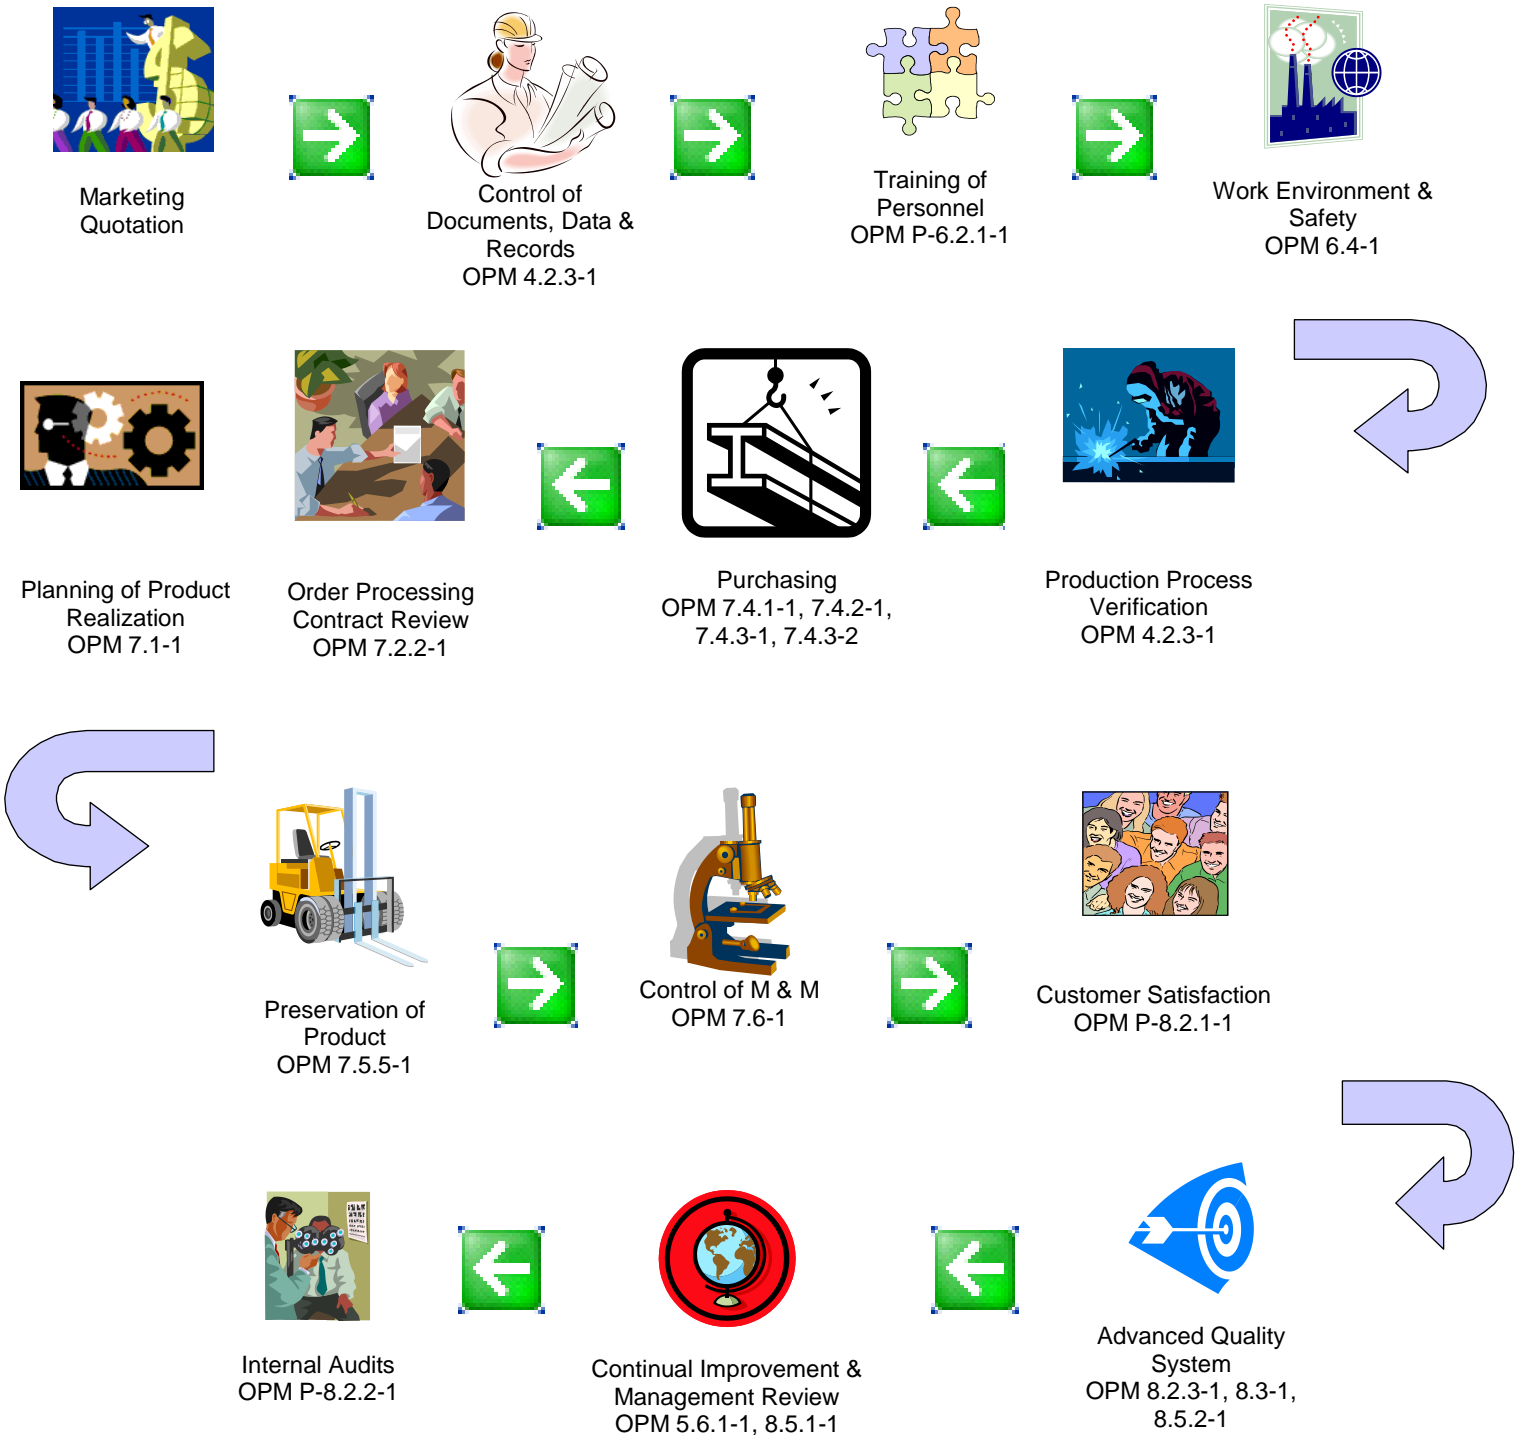 Marketing
Quotation
Control of
Documents, Data &
Records
OPM 4.2.3-1
Training of
Personnel
OPM P-6.2.1-1
Work Environment &
Safety
OPM 6.4-1
Planning of Product
Realization
OPM 7.1-1
Order Processing
Contract Review
OPM 7.2.2-1
Purchasing
OPM 7.4.1-1, 7.4.2-1,
7.4.3-1, 7.4.3-2
Production Process
Verification
OPM 4.2.3-1
Preservation of
Product
OPM 7.5.5-1
Control of M & M
OPM 7.6-1
Customer Satisfaction
OPM P-8.2.1-1
Internal Audits
OPM P-8.2.2-1
Continual Improvement &
Management Review
OPM 5.6.1-1, 8.5.1-1
Advanced Quality
System
OPM 8.2.3-1, 8.3-1,
8.5.2-1